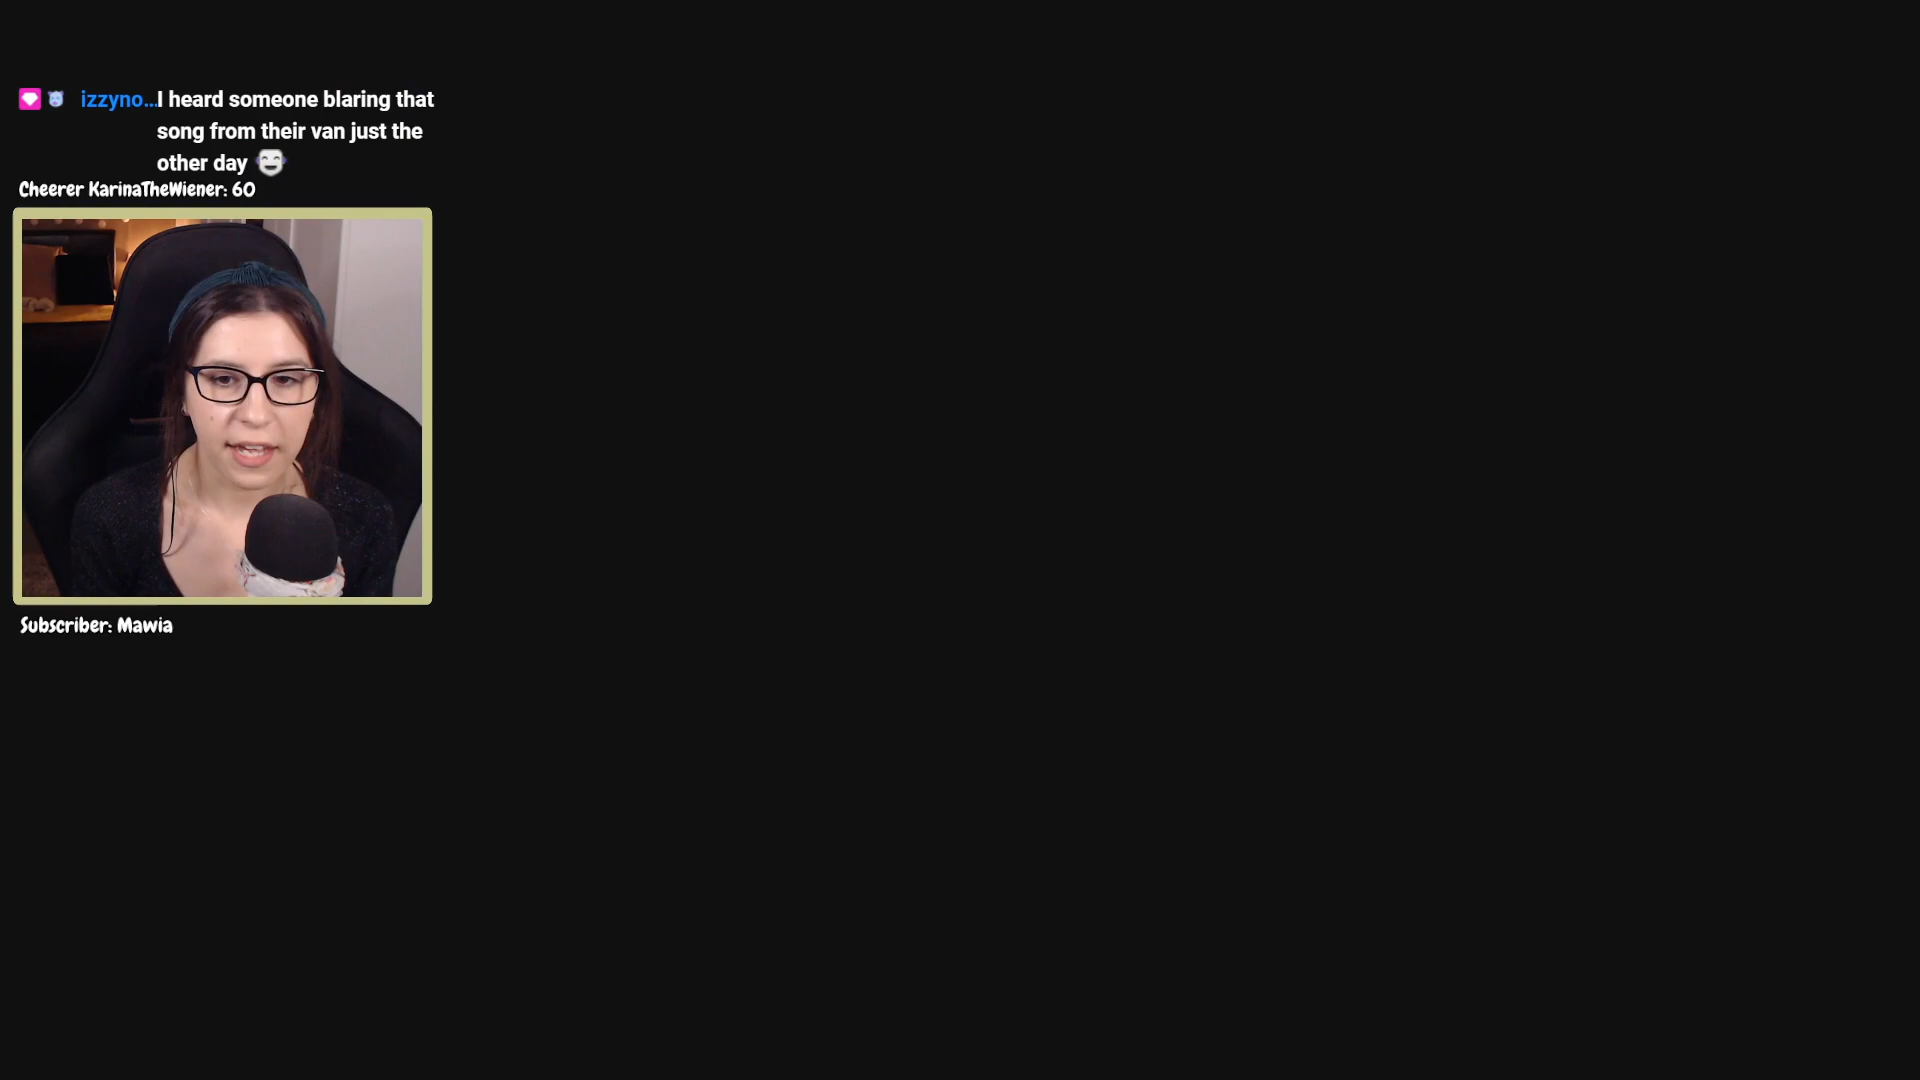 izzyno... I heard someone blaring that
song from their van just the
other day
Cheerer KarinaTheWiener: 60
Subscriber: Mawia